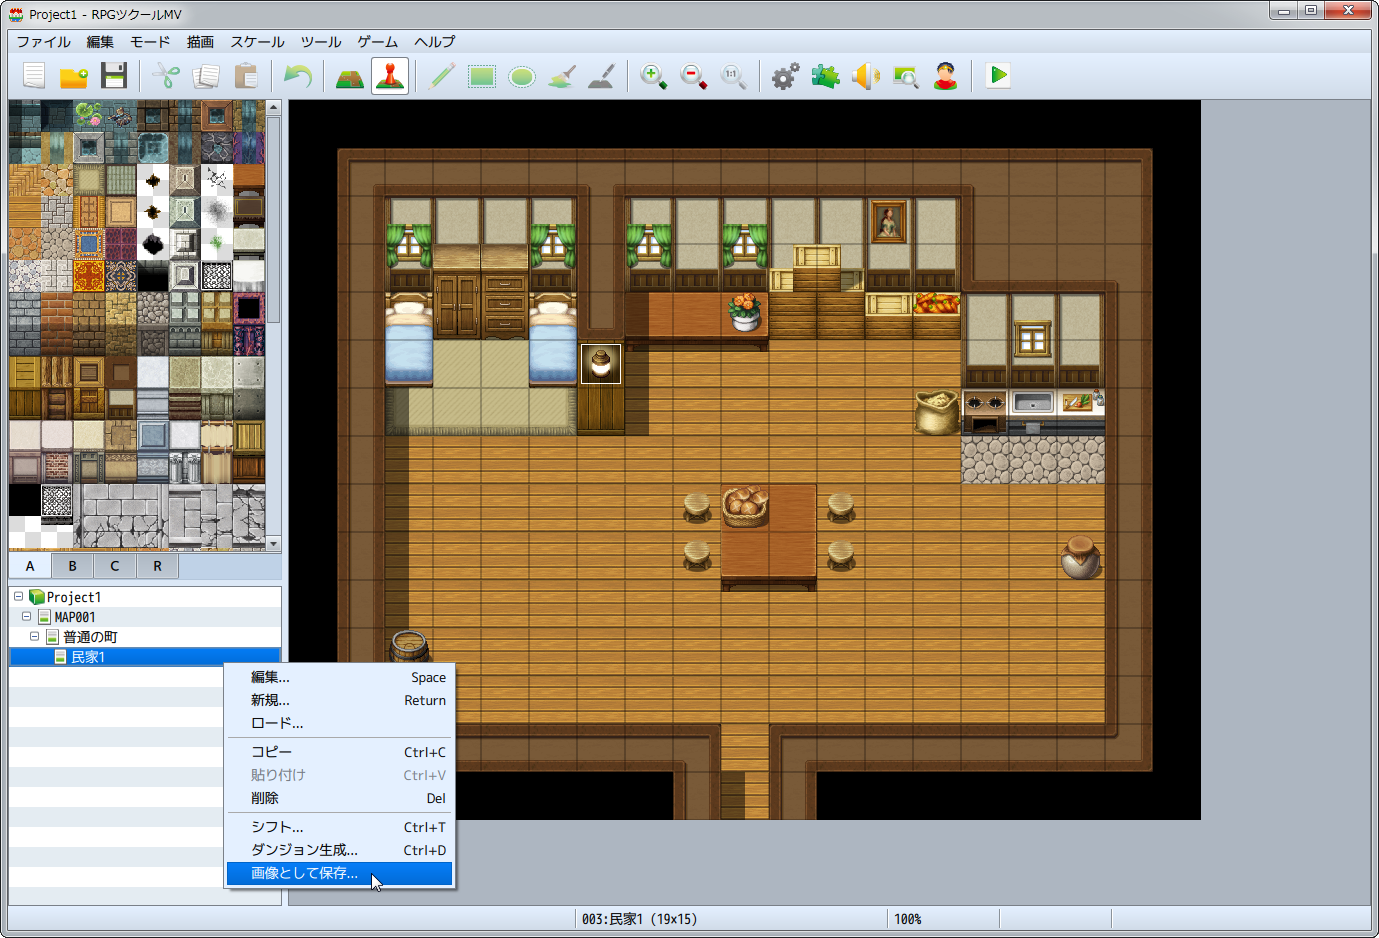 Project1 - RPGツクールMV
ファイル 編集 モード 描画 スケール ツール ゲーム ヘルプ
1:1
A B C R
Project1
MAP001
普通の町
民家1
編集... Space
新規... Return
ロード...
コピー Ctrl+C
貼り付け Ctrl+V
削除 Del
シフト... Ctrl+T
ダンジョン生成... Ctrl+D
画像として保存...
003:民家1 (19x15) 100%